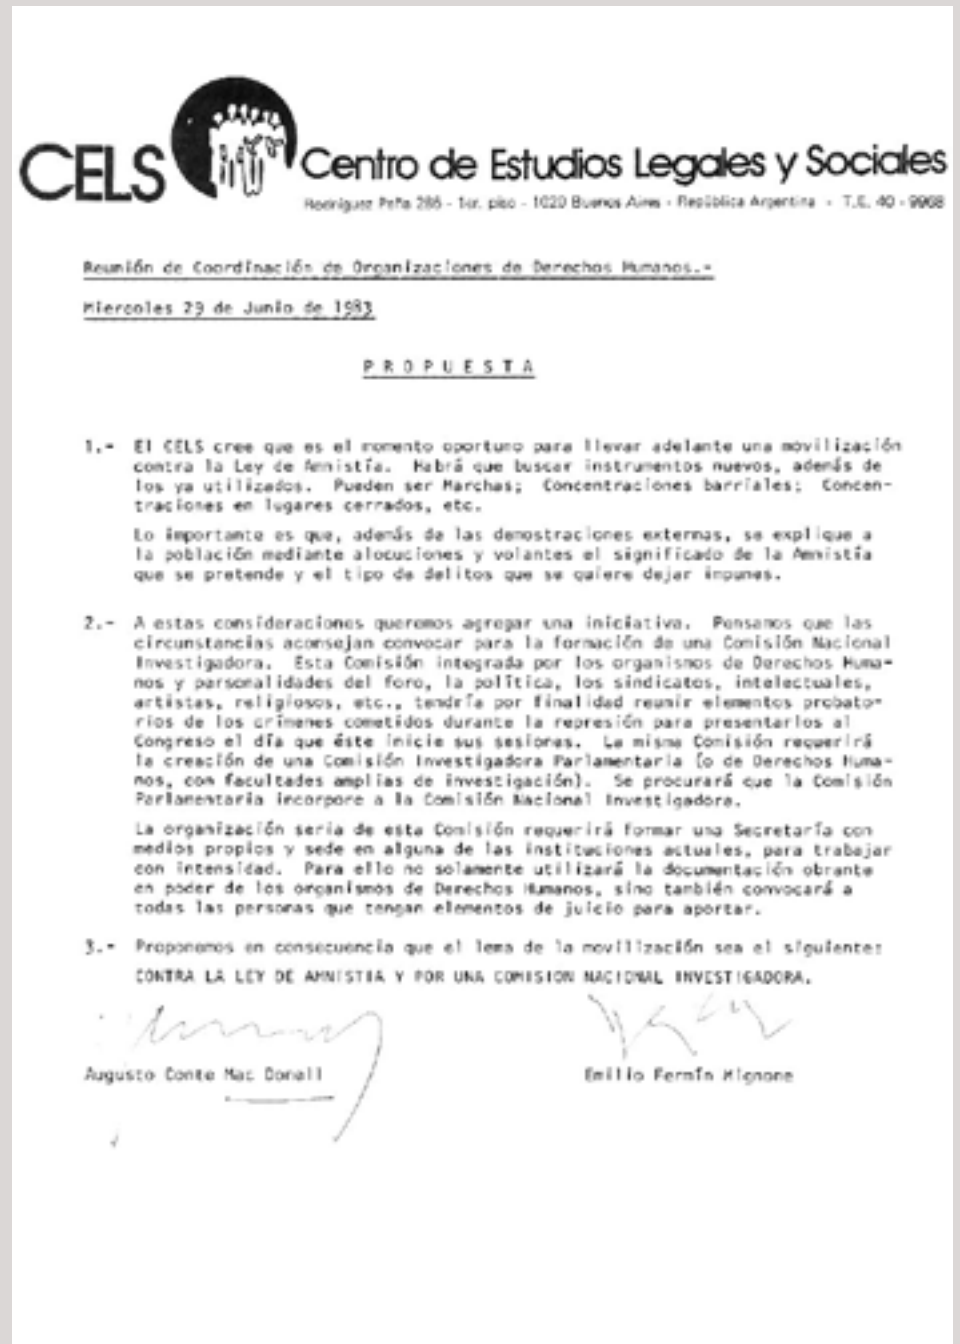 CELS Centro de Estudios Legales y Sociales
Rodríguez Peña 286 - 1er. piso - 1020 Buenos Aires - República Argentina - T.E. 40 - 9968
Reunión de Coordinación de Organizaciones de Derechos Humanos.-
Miercoles 29 de Junio de 1983
P R O P U E S T A
1.- El CELS cree que es el momento oportuno para llevar adelante una movilización
contra la Ley de Amnistía. Habrá que buscar instrumentos nuevos, además de
los ya utilizados. Pueden ser Marchas; Concentraciones barriales; Concen-
traciones en lugares cerrados, etc.
Lo importante es que, además de las demostraciones externas, se explique a
la población mediante alocuciones y volantes el significado de la Amnistía
que se pretende y el tipo de delitos que se quiere dejar impunes.
2.- A estas consideraciones queremos agregar una iniciativa. Pensamos que las
circunstancias aconsejan convocar para la formación de una Comisión Nacional
Investigadora. Esta Comisión integrada por los organismos de Derechos Huma-
nos y personalidades del foro, la política, los sindicatos, intelectuales,
artistas, religiosos, etc., tendría por finalidad reunir elementos probato-
rios de los crímenes cometidos durante la represión para presentarlos al
Congreso el día que éste inicie sus sesiones. La misma Comisión requerirá
la creación de una Comisión Investigadora Parlamentaria (o de Derechos Huma-
nos, con facultades amplias de investigación). Se procurará que la Comisión
Parlamentaria incorpore a la Comisión Nacional Investigadora.
La organización seria de esta Comisión requerirá formar una Secretaría con
medios propios y sede en alguna de las instituciones actuales, para trabajar
con intensidad. Para ello no solamente utilizará la documentación obrante
en poder de los organismos de Derechos Humanos, sino también convocará a
todas las personas que tengan elementos de juicio para aportar.
3.- Proponemos en consecuencia que el lema de la movilización sea el siguiente:
CONTRA LA LEY DE AMNISTIA Y POR UNA COMISION NACIONAL INVESTIGADORA.
Augusto Conte Mac Donell
Emilio Fermín Mignone